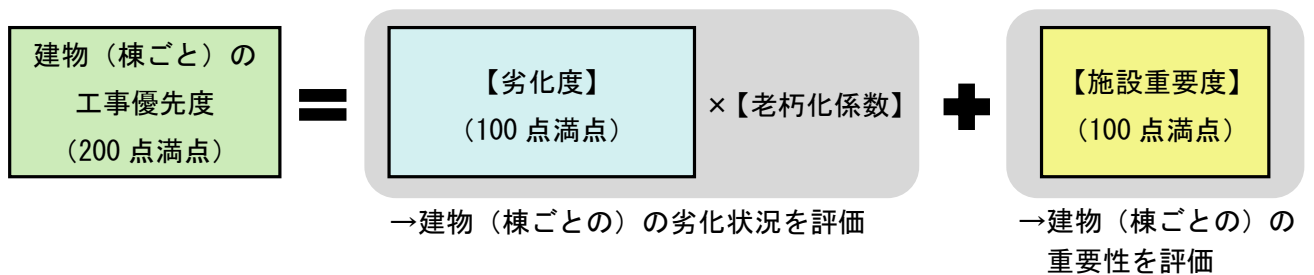 建物（棟ごと）の
工事優先度
（200 点満点）
＝
【劣化度】
（100 点満点）
×【老朽化係数】
＋
【施設重要度】
（100 点満点）
→建物（棟ごとの）の劣化状況を評価
→建物（棟ごとの）の
重要性を評価